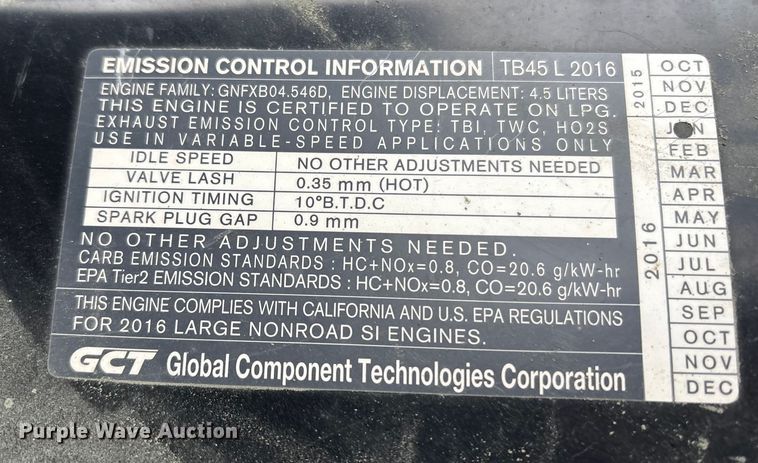 EMISSION CONTROL INFORMATION TB45 L 2016
ENGINE FAMILY: GNFXB04.546D, ENGINE DISPLACEMENT: 4.5 LITERS
THIS ENGINE IS CERTIFIED TO OPERATE ON LPG.
EXHAUST EMISSION CONTROL TYPE: TBI, TWC, HO2S
USE IN VARIABLE-SPEED APPLICATIONS ONLY
IDLE SPEED NO OTHER ADJUSTMENTS NEEDED
VALVE LASH 0.35 mm (HOT)
IGNITION TIMING 10°B.T.D.C
SPARK PLUG GAP 0.9 mm
NO OTHER ADJUSTMENTS NEEDED.
CARB EMISSION STANDARDS : HC+NOx=0.8, CO=20.6 g/kW-hr
EPA Tier2 EMISSION STANDARDS : HC+NOx=0.8, CO=20.6 g/kW-hr
THIS ENGINE COMPLIES WITH CALIFORNIA AND U.S. EPA REGULATIONS
FOR 2016 LARGE NONROAD SI ENGINES.
GCT Global Component Technologies Corporation
2015
OCT
NOV
DEC
2016
JAN
FEB
MAR
APR
MAY
JUN
JUL
AUG
SEP
OCT
NOV
DEC
Purple Wave Auction